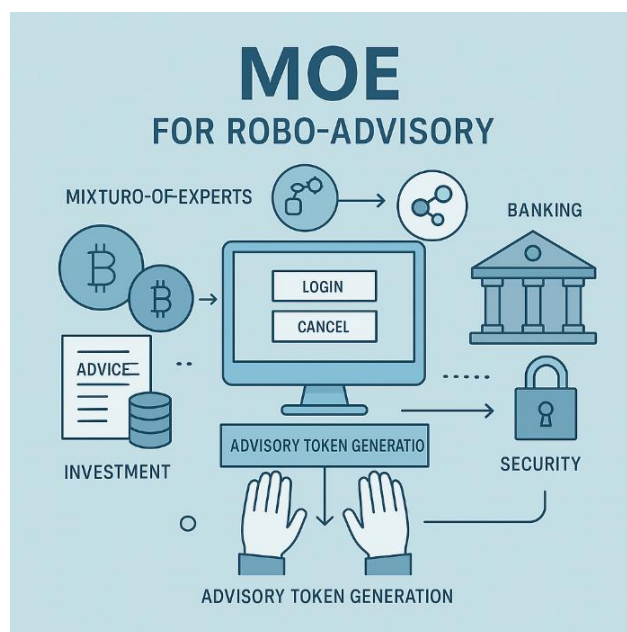 MOE
FOR ROBO-ADVISORY
MIXTURO-OF-EXPERTS
BANKING
LOGIN
CANCEL
ADVICE
ADVISORY TOKEN GENERATIO
INVESTMENT
SECURITY
ADVISORY TOKEN GENERATION